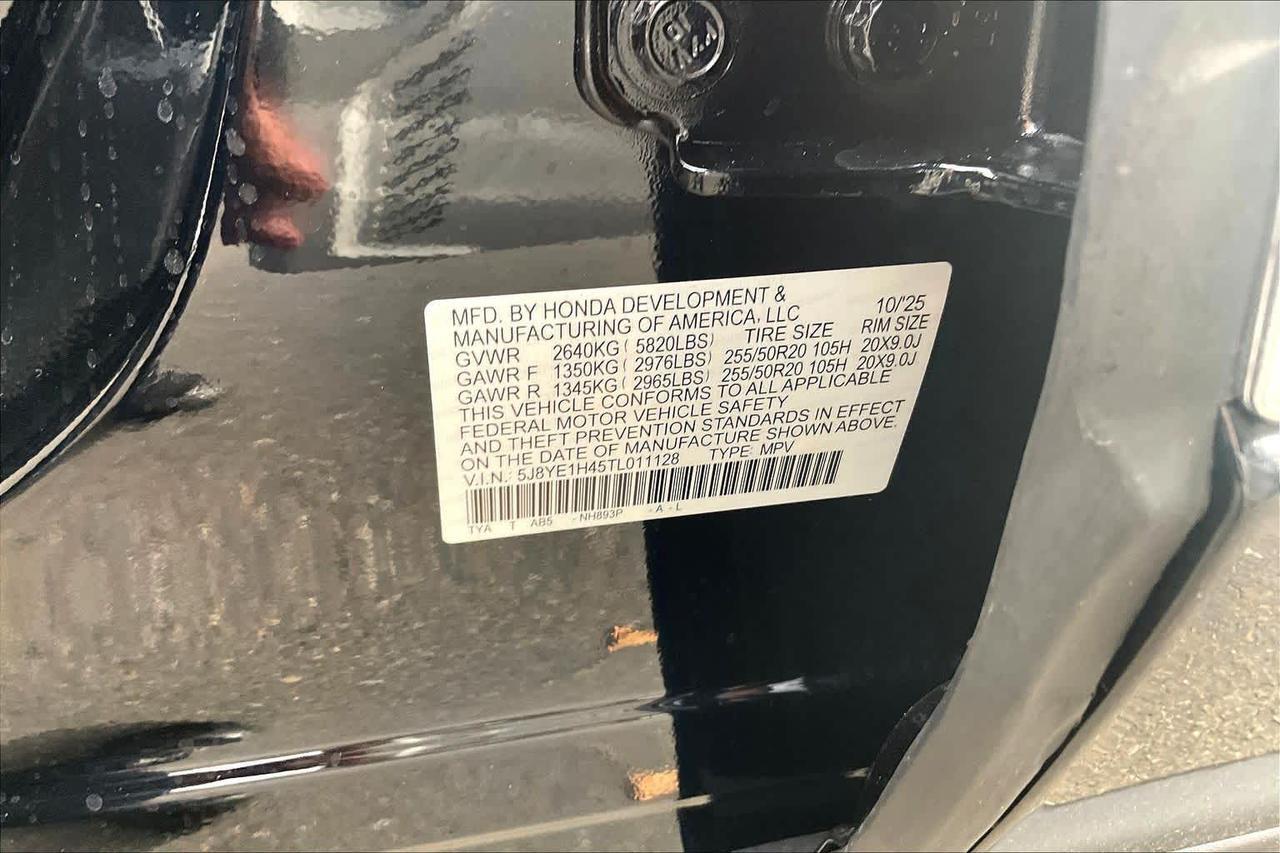 MFD. BY HONDA DEVELOPMENT & 10/'25
MANUFACTURING OF AMERICA, LLC TIRE SIZE RIM SIZE
GVWR 2640KG ( 5820LBS)
GAWR F 1350KG ( 2976LBS) 255/50R20 105H 20X9.0J
GAWR R 1345KG ( 2965LBS) 255/50R20 105H 20X9.0J
THIS VEHICLE CONFORMS TO ALL APPLICABLE
FEDERAL MOTOR VEHICLE SAFETY
AND THEFT PREVENTION STANDARDS IN EFFECT
ON THE DATE OF MANUFACTURE SHOWN ABOVE.
V.I.N.: 5J8YE1H45TL011128 TYPE: MPV
TYA T AB5 -NH893P -A-L